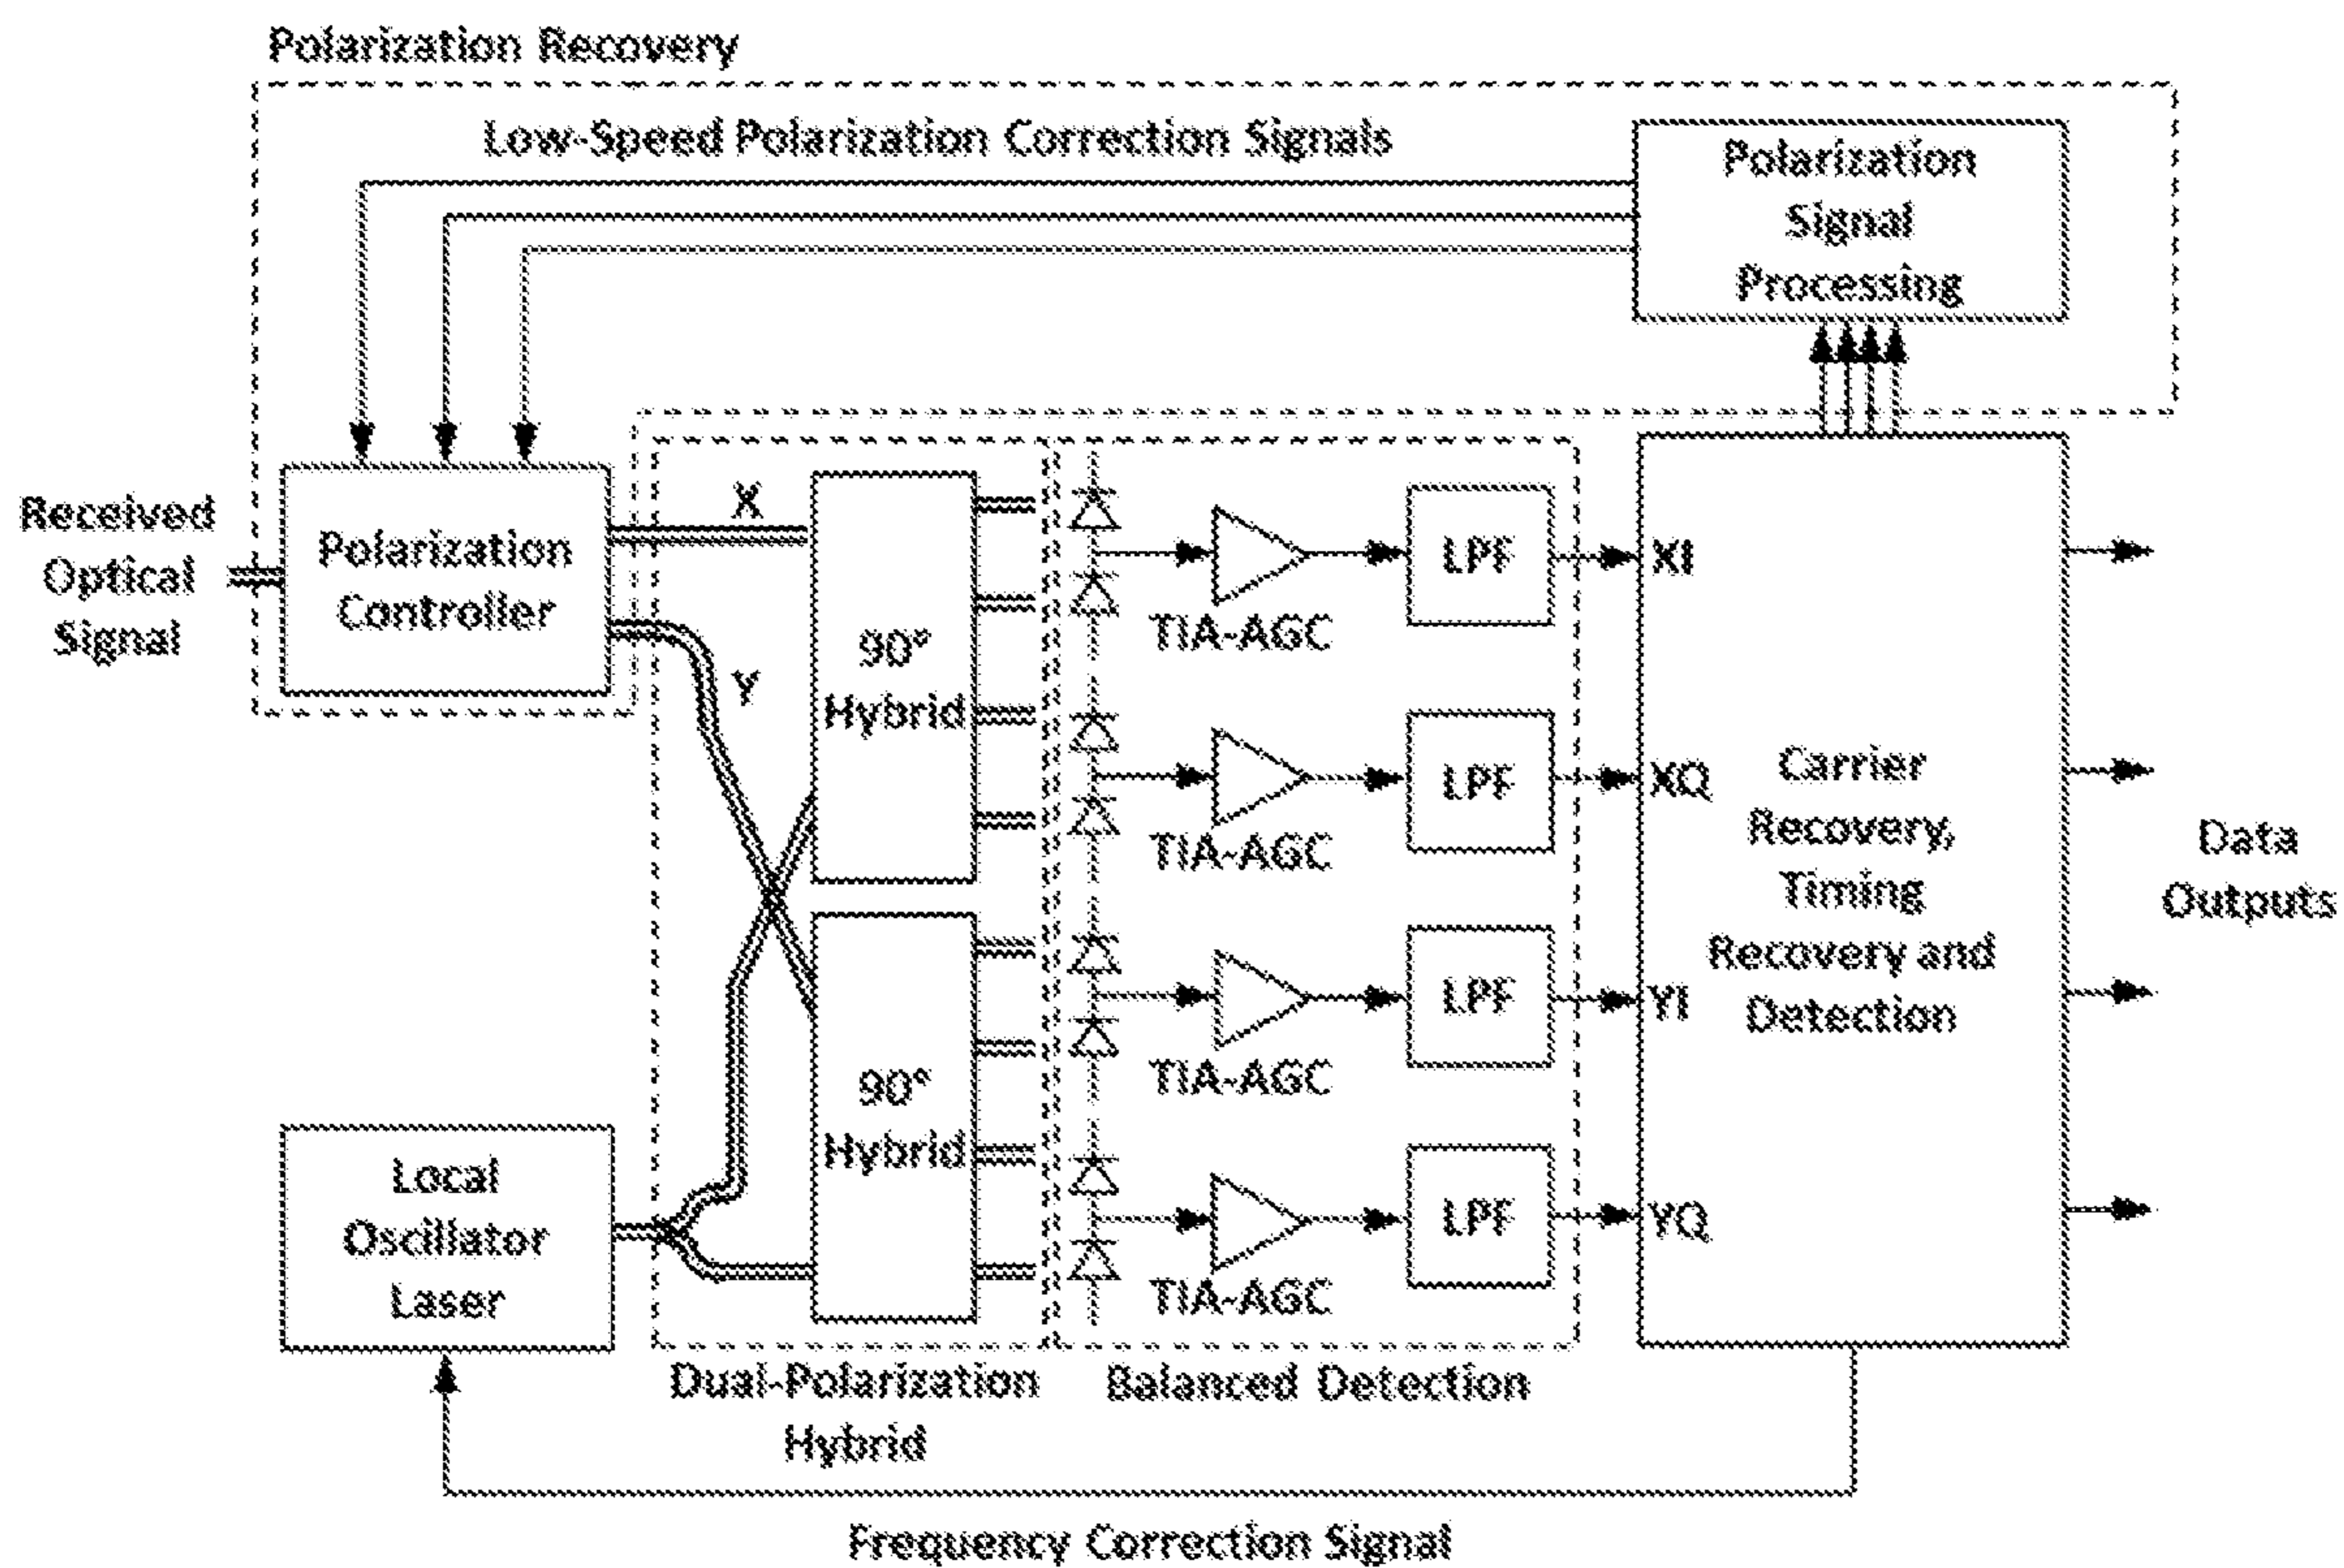 Polarization Recovery
Low-Speed Polarization Correction Signals
Polarization
Signal
Processing
Received
Optical
Signal
Polarization
Controller
X
Y
90°
Hybrid
90°
Hybrid
TIA-AGC
LPF
XI
TIA-AGC
LPF
XQ
TIA-AGC
LPF
YI
TIA-AGC
LPF
YQ
Carrier
Recovery,
Timing
Recovery and
Detection
Data
Outputs
Local
Oscillator
Laser
Dual-Polarization
Hybrid
Balanced Detection
Frequency Correction Signal